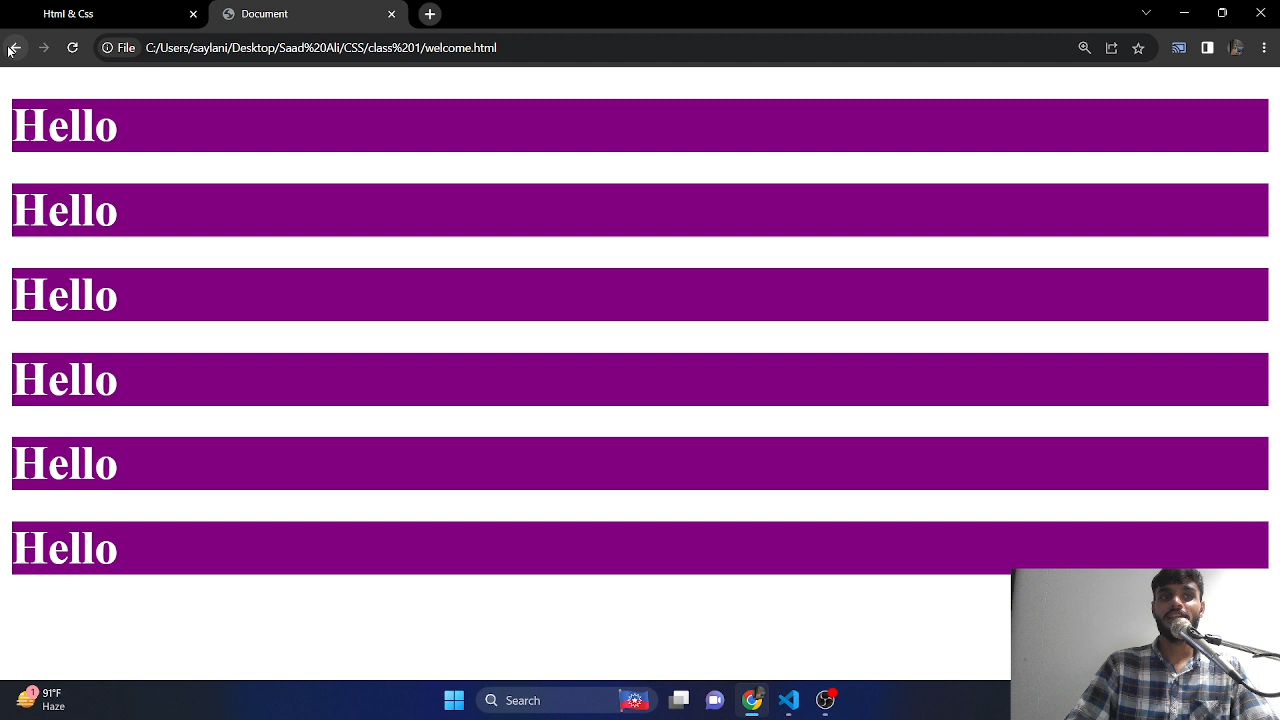 Html & Css
Document
File
C:/Users/saylani/Desktop/Saad%20Ali/CSS/class%201/welcome.html
Hello
Hello
Hello
Hello
Hello
Hello
1
91°F
Haze
Search